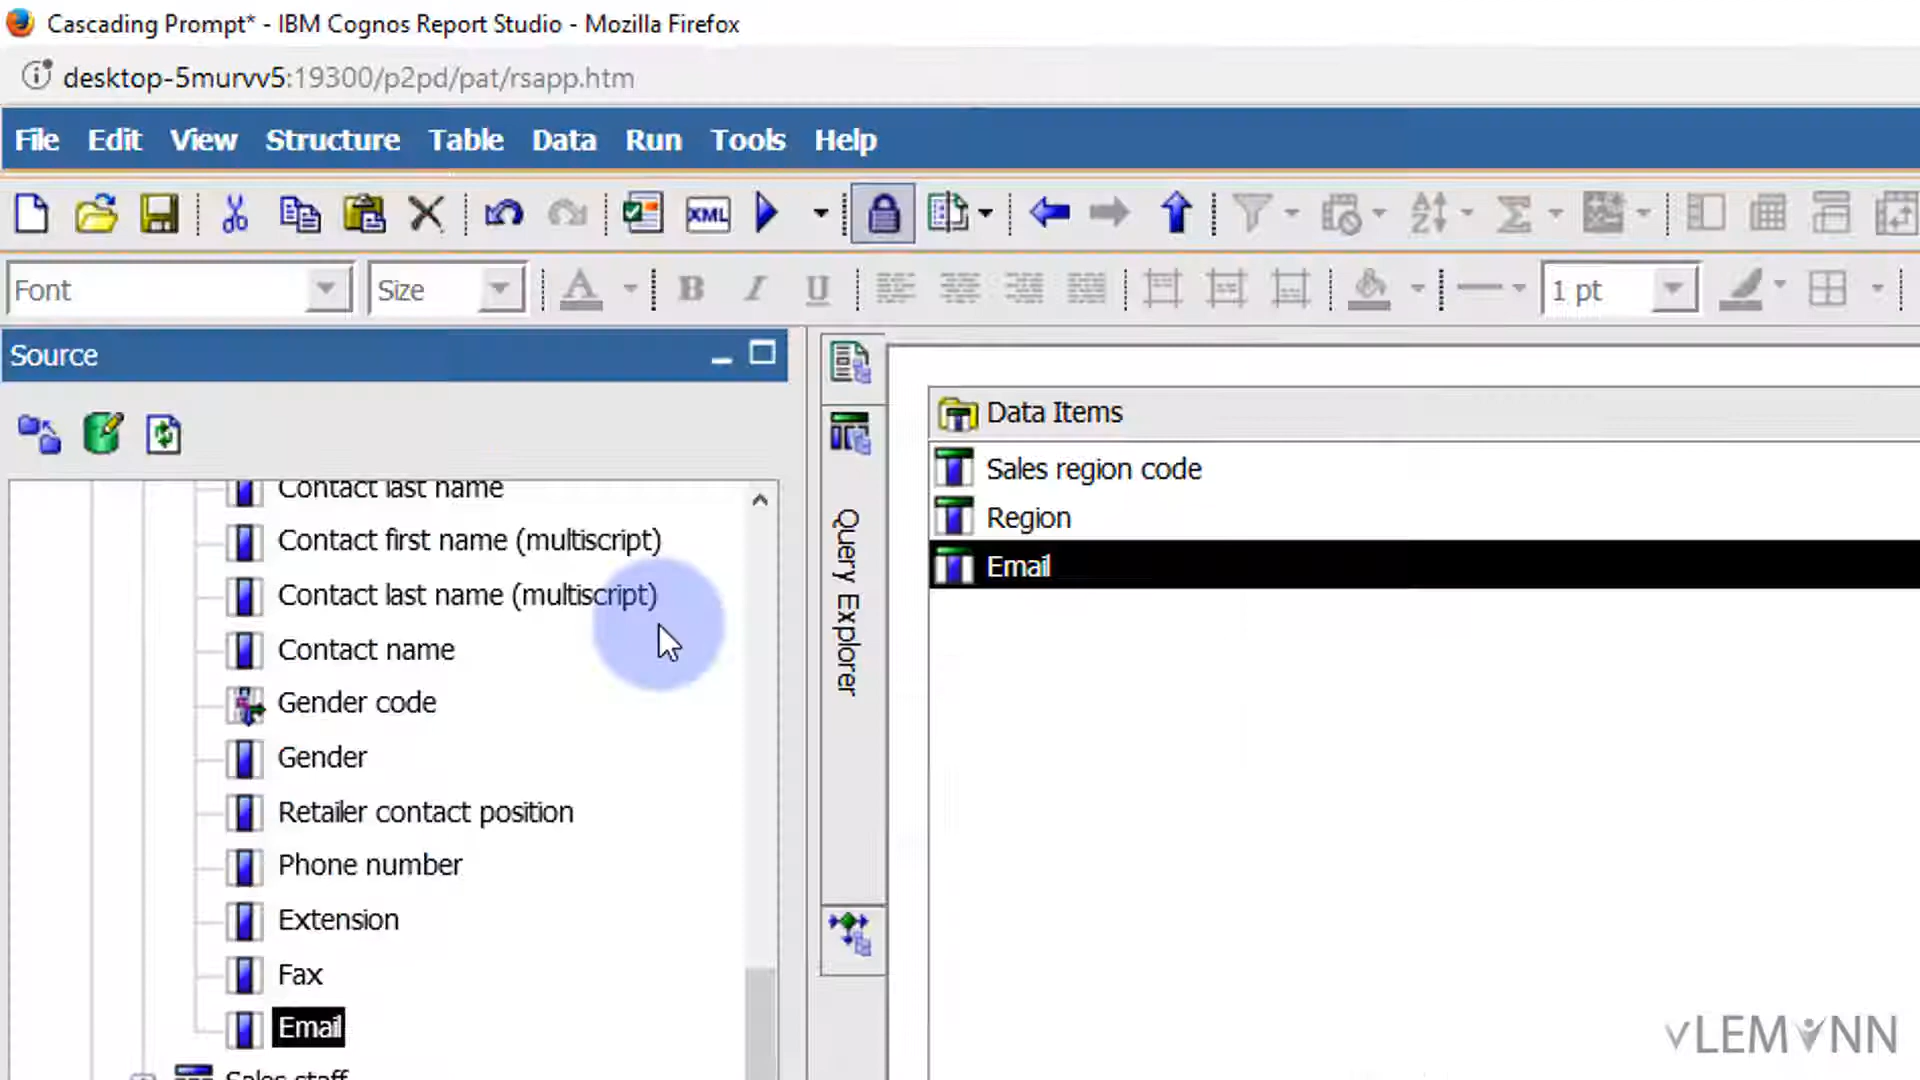 Cascading Prompt* - IBM Cognos Report Studio - Mozilla Firefox
desktop-5murvv5:19300/p2pd/pat/rsapp.htm
File Edit View Structure Table Data Run Tools Help
XML
Font Size A B I U 1 pt
Source
Data Items
Sales region code
Region
Email
Query Explorer
Contact last name
Contact first name (multiscript)
Contact last name (multiscript)
Contact name
Gender code
Gender
Retailer contact position
Phone number
Extension
Fax
Email
Sales staff
vLEMONN